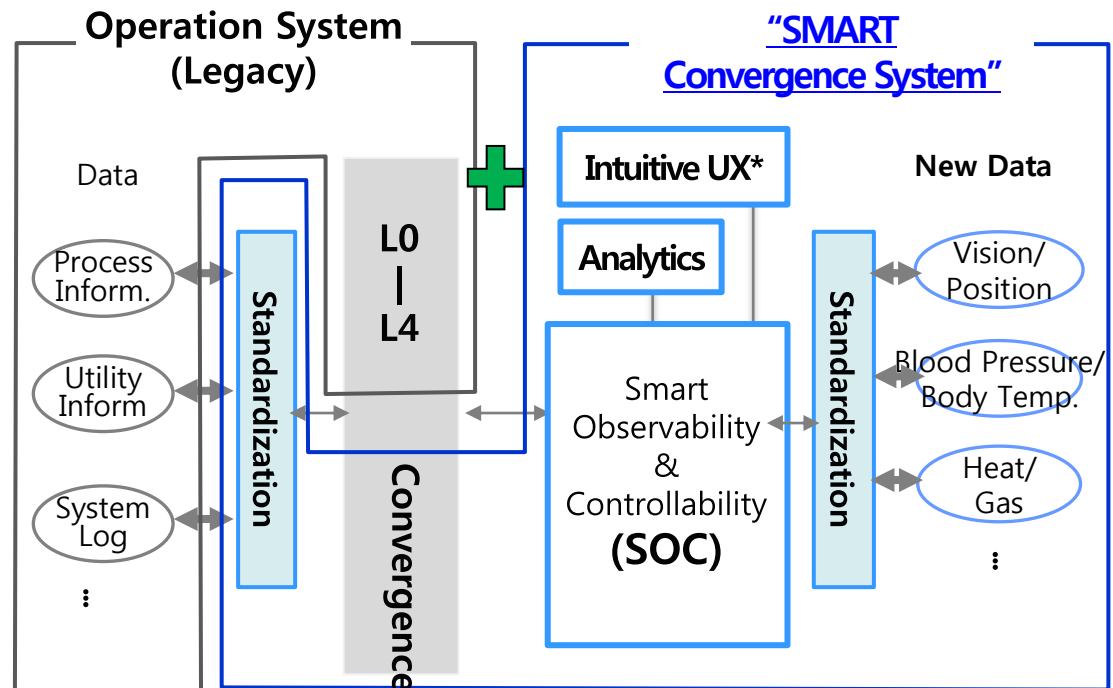 Operation System
(Legacy)
“SMART
Convergence System”
Data
Process
Inform.
Utility
Inform
System
Log
...
Standardization
L0
|
L4
Convergence
Intuitive UX*
Analytics
Smart
Observability
&
Controllability
(SOC)
Standardization
New Data
Vision/
Position
Blood Pressure/
Body Temp.
Heat/
Gas
...